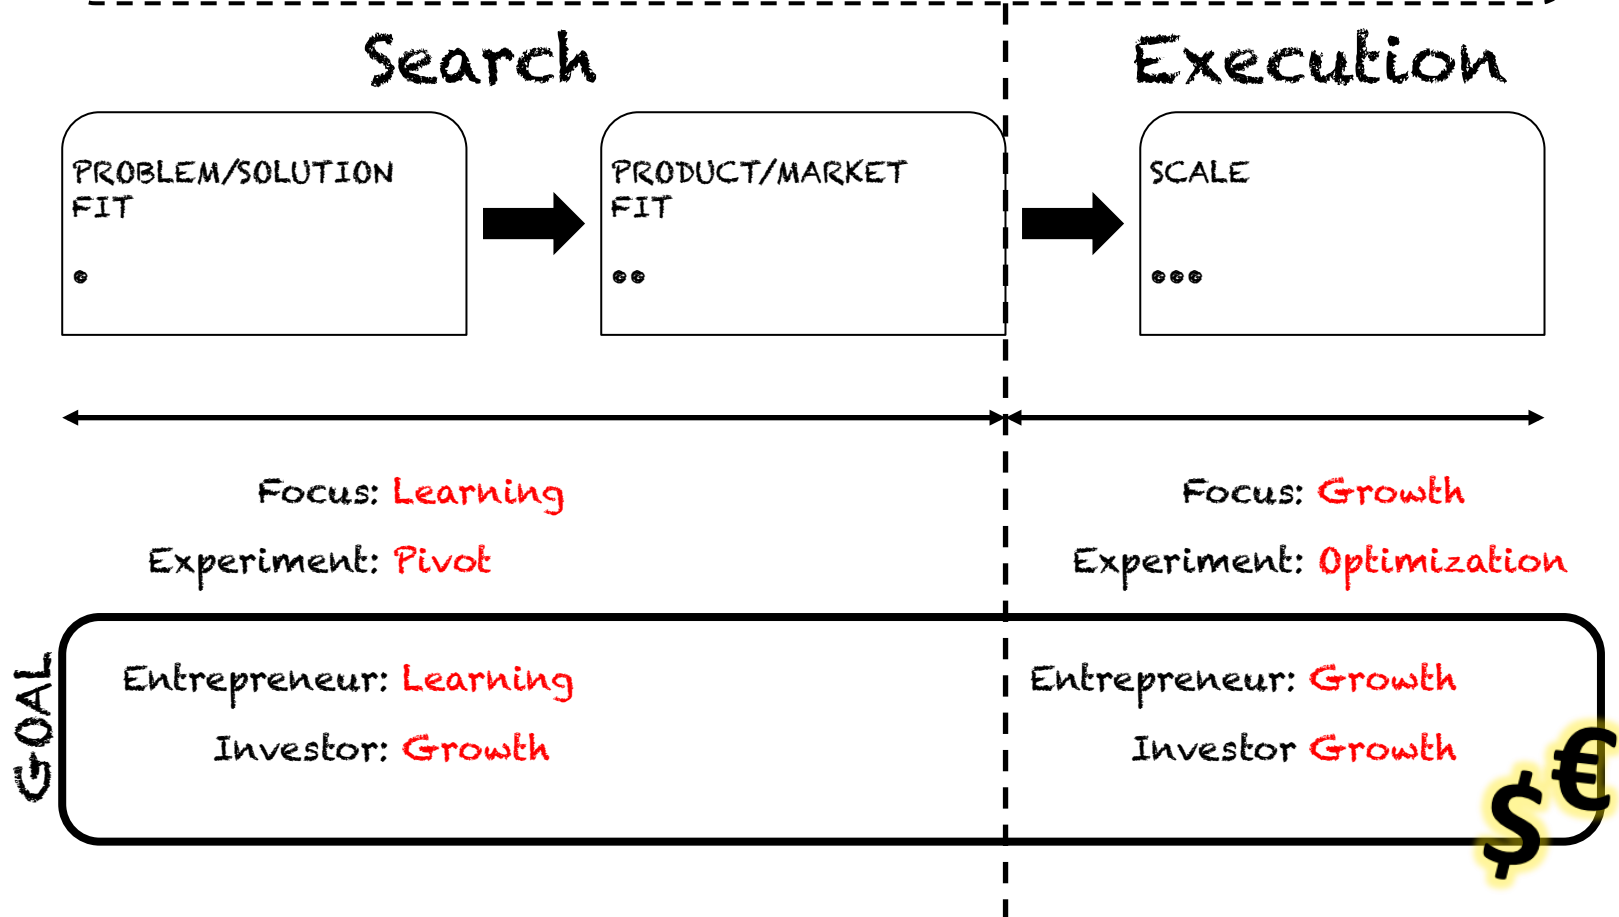 Search
Execution
PROBLEM/SOLUTION
FIT
PRODUCT/MARKET
FIT
SCALE
Focus: Learning
Experiment: Pivot
Focus: Growth
Experiment: Optimization
GOAL
Entrepreneur: Learning
Investor: Growth
Entrepreneur: Growth
Investor Growth
$
€